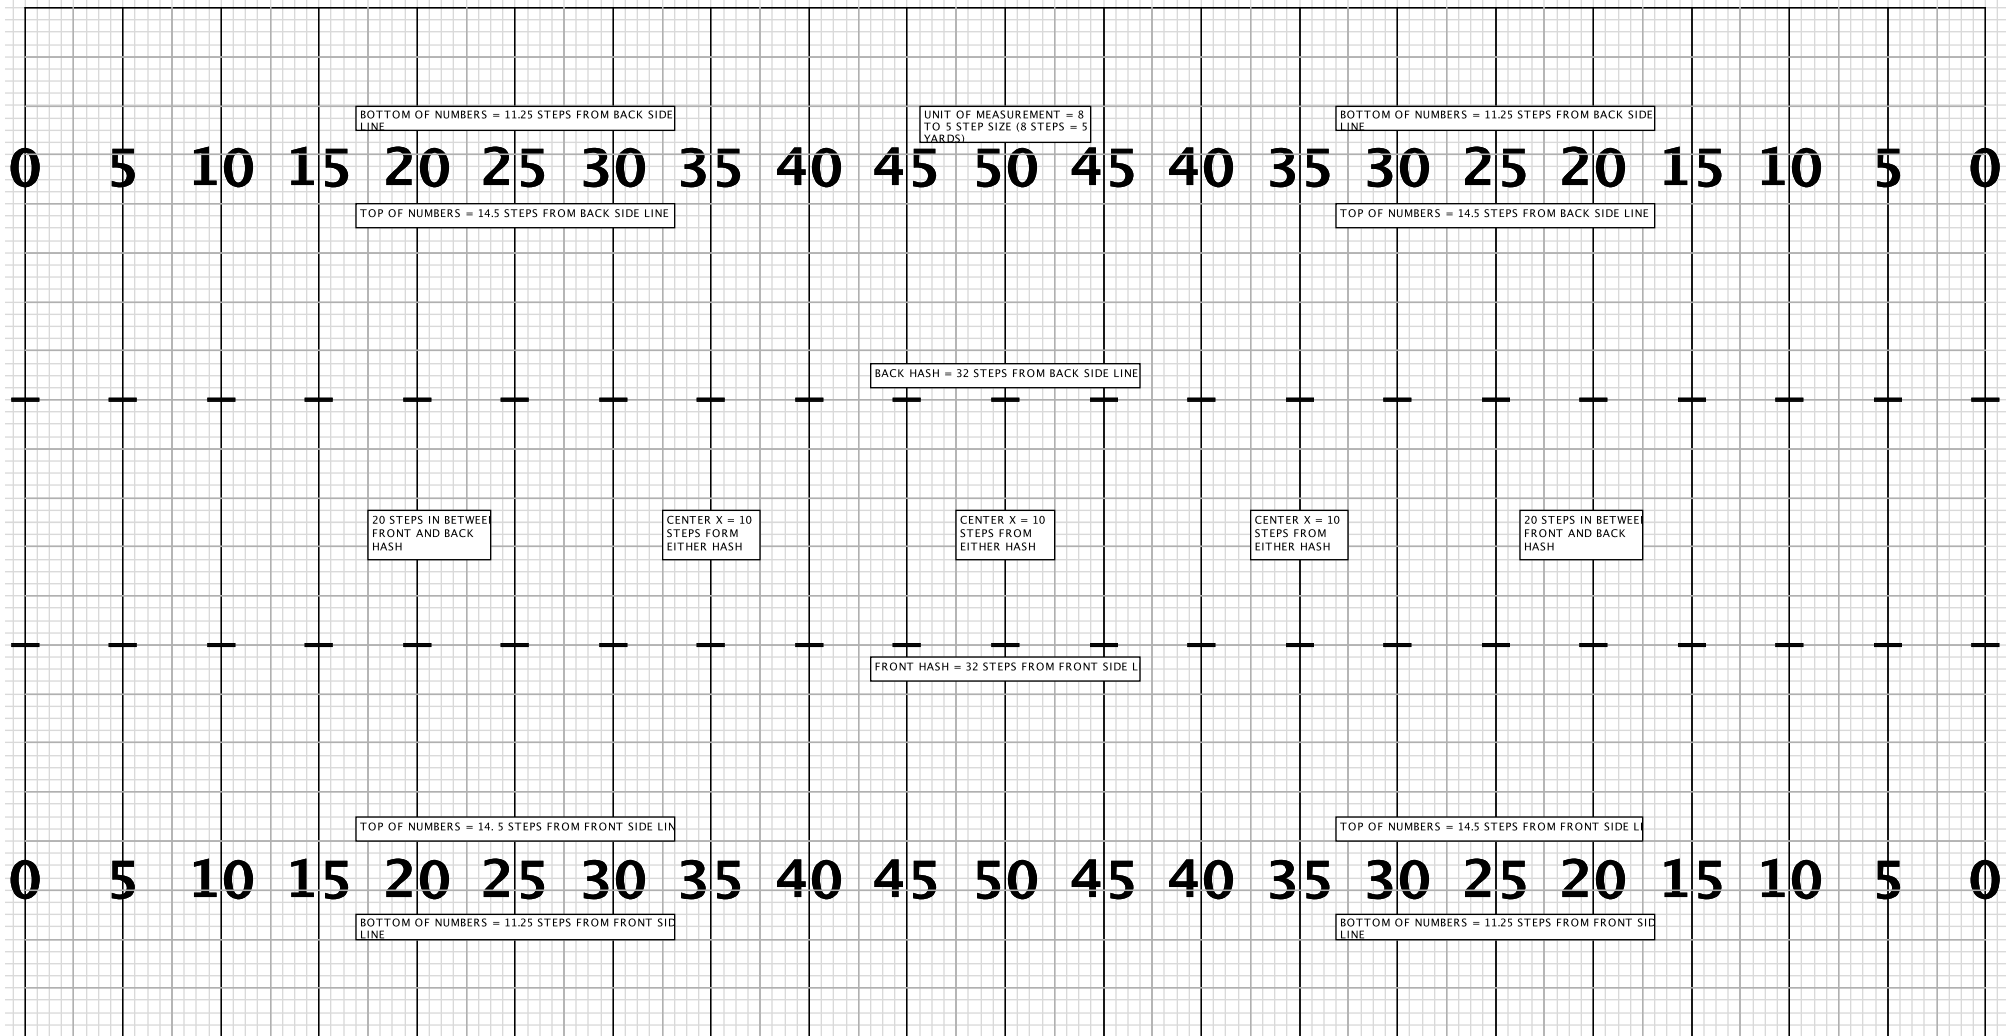 BOTTOM OF NUMBERS = 11.25 STEPS FROM BACK SIDE
LINE
UNIT OF MEASUREMENT = 8
TO 5 STEP SIZE (8 STEPS = 5
YARDS)
BOTTOM OF NUMBERS = 11.25 STEPS FROM BACK SIDE
LINE
0 5 10 15 20 25 30 35 40 45 50 45 40 35 30 25 20 15 10 5 0
TOP OF NUMBERS = 14.5 STEPS FROM BACK SIDE LINE
TOP OF NUMBERS = 14.5 STEPS FROM BACK SIDE LINE
BACK HASH = 32 STEPS FROM BACK SIDE LINE
20 STEPS IN BETWEE
FRONT AND BACK
HASH
CENTER X = 10
STEPS FORM
EITHER HASH
CENTER X = 10
STEPS FROM
EITHER HASH
CENTER X = 10
STEPS FROM
EITHER HASH
20 STEPS IN BETWEE
FRONT AND BACK
HASH
FRONT HASH = 32 STEPS FROM FRONT SIDE L
TOP OF NUMBERS = 14. 5 STEPS FROM FRONT SIDE LIN
TOP OF NUMBERS = 14.5 STEPS FROM FRONT SIDE LI
0 5 10 15 20 25 30 35 40 45 50 45 40 35 30 25 20 15 10 5 0
BOTTOM OF NUMBERS = 11.25 STEPS FROM FRONT SID
LINE
BOTTOM OF NUMBERS = 11.25 STEPS FROM FRONT SID
LINE